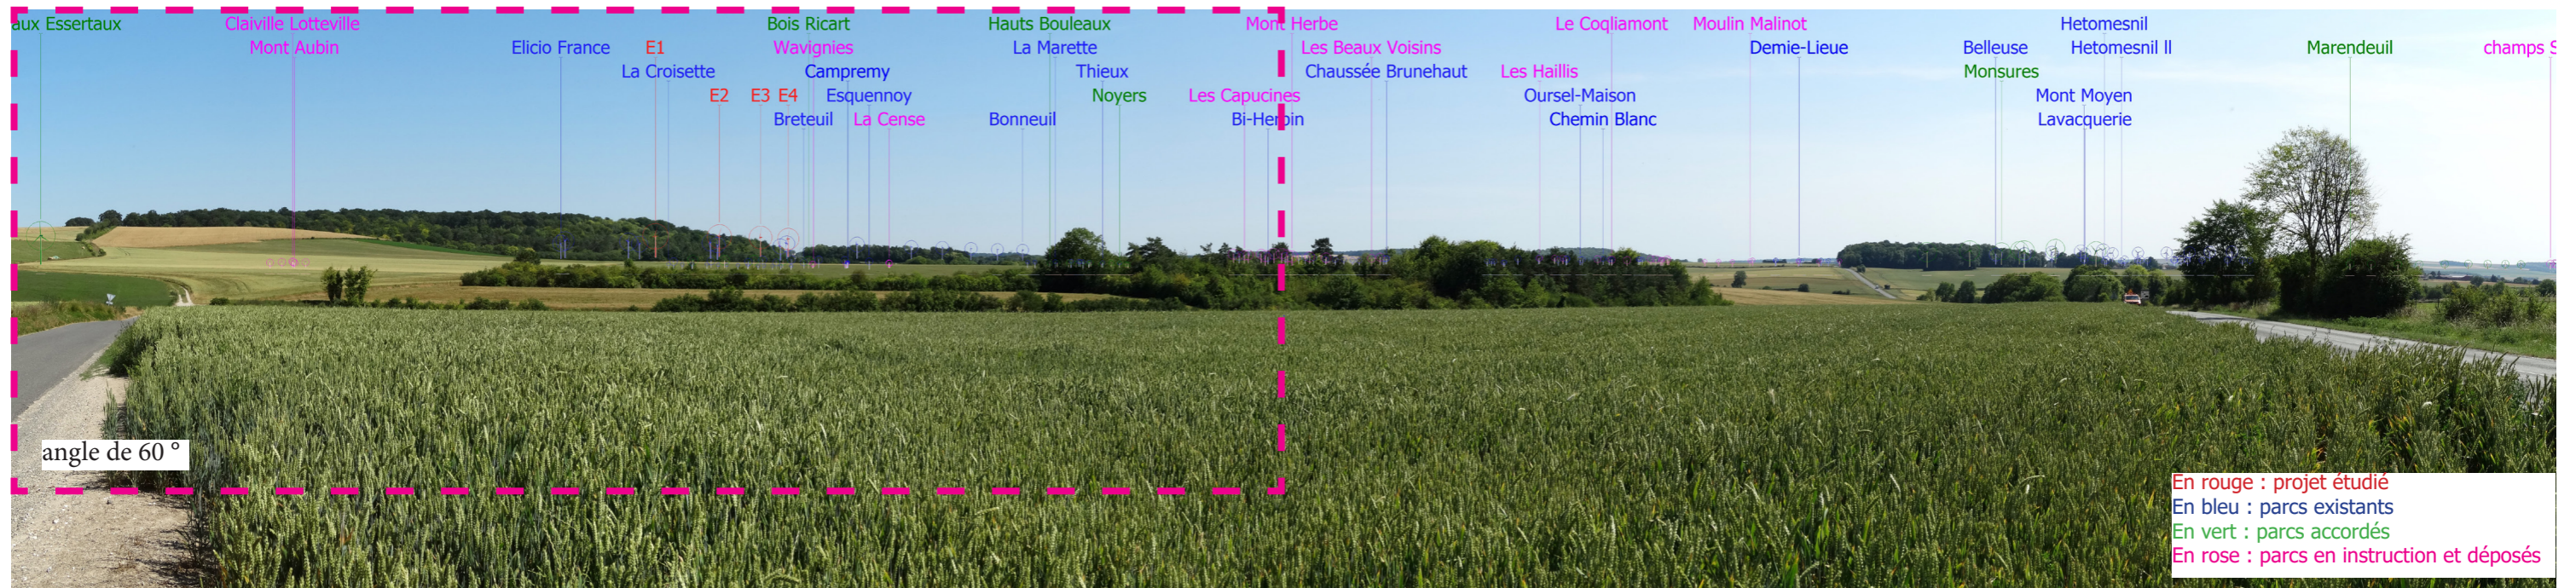 aux Essertaux Claiville Lotteville Bois Ricart Hauts Bouleaux Mont Herbe Le Coqliamont Moulin Malinot Hetomesnil
Mont Aubin Elicio France E1 Wavignies La Marette Les Beaux Voisins Demie-Lieue Belleuse Hetomesnil ll Marendeuil champs S
La Croisette Campremy Thieux Chaussée Brunehaut Les Haillis Monsures
E2 E3 E4 Esquennoy Noyers Les Capucines Oursel-Maison Mont Moyen
Breteuil La Cense Bonneuil Bi-Herbin Chemin Blanc Lavacquerie
angle de 60 °
En rouge : projet étudié
En bleu : parcs existants
En vert : parcs accordés
En rose : parcs en instruction et déposés